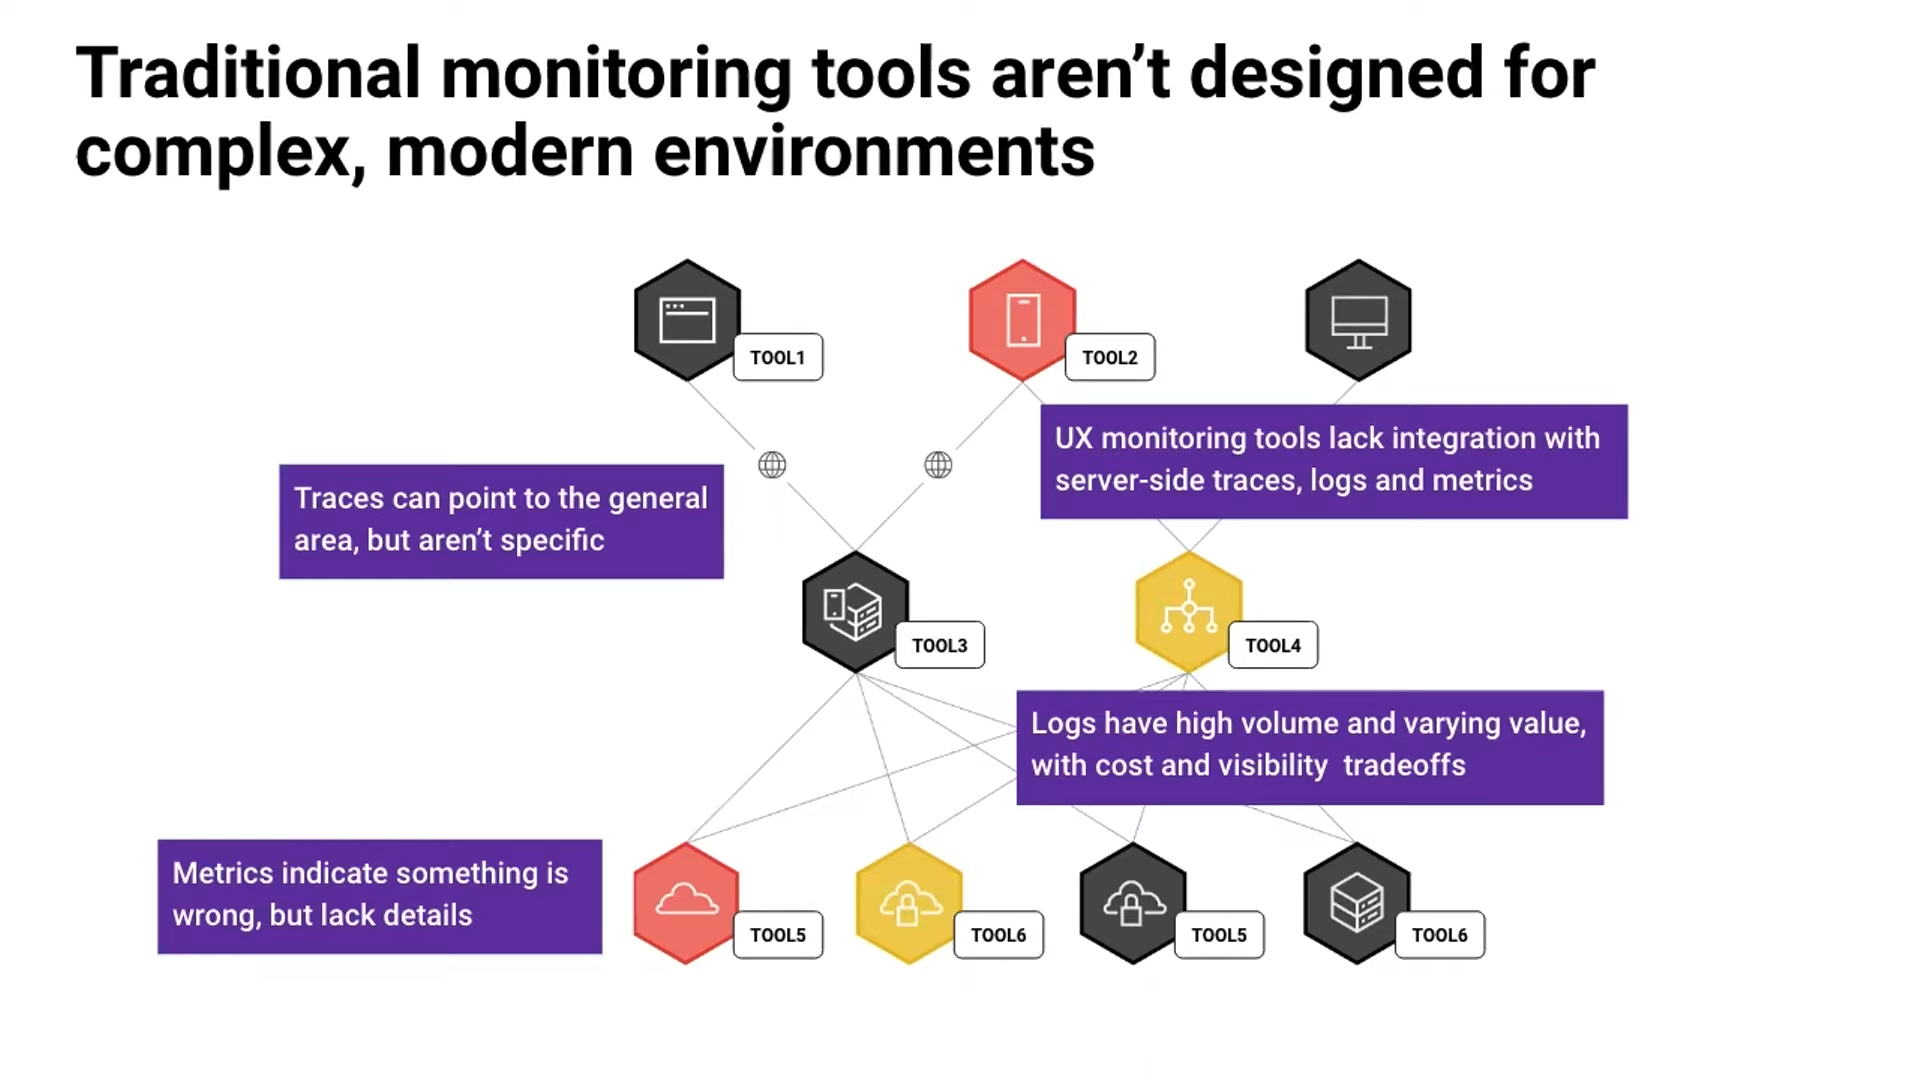 Traditional monitoring tools aren’t designed for
complex, modern environments
TOOL1
TOOL2
UX monitoring tools lack integration with
server-side traces, logs and metrics
Traces can point to the general
area, but aren’t specific
TOOL3
TOOL4
Logs have high volume and varying value,
with cost and visibility  tradeoffs
Metrics indicate something is
wrong, but lack details
TOOL5
TOOL6
TOOL5
TOOL6